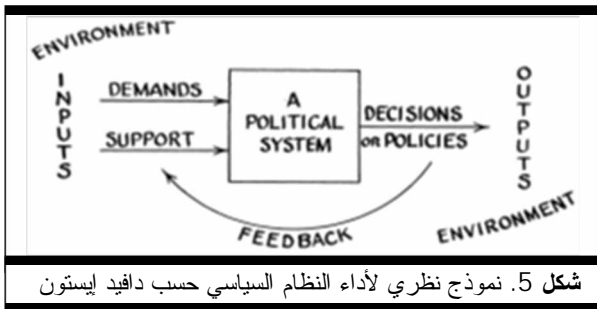 ENVIRONMENT
INPUTS
DEMANDS
SUPPORT
A
POLITICAL
SYSTEM
DECISIONS
or POLICIES
OUTPUTS
FEEDBACK
ENVIRONMENT
شكل 5. نموذج نظري لأداء النظام السياسي حسب دافيد إيستون